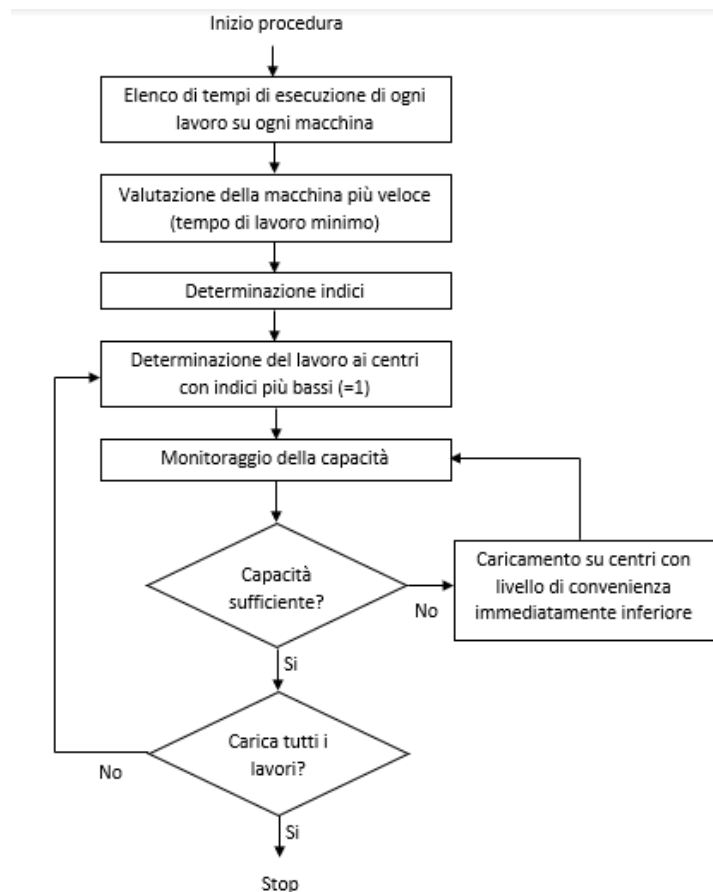 Inizio procedura
Elenco di tempi di esecuzione di ogni
lavoro su ogni macchina
Valutazione della macchina più veloce
(tempo di lavoro minimo)
Determinazione indici
Determinazione del lavoro ai centri
con indici più bassi (=1)
Monitoraggio della capacità
Capacità
sufficiente?
No
Caricamento su centri con
livello di convenienza
immediatamente inferiore
Si
Carica tutti i
lavori?
No
Si
Stop